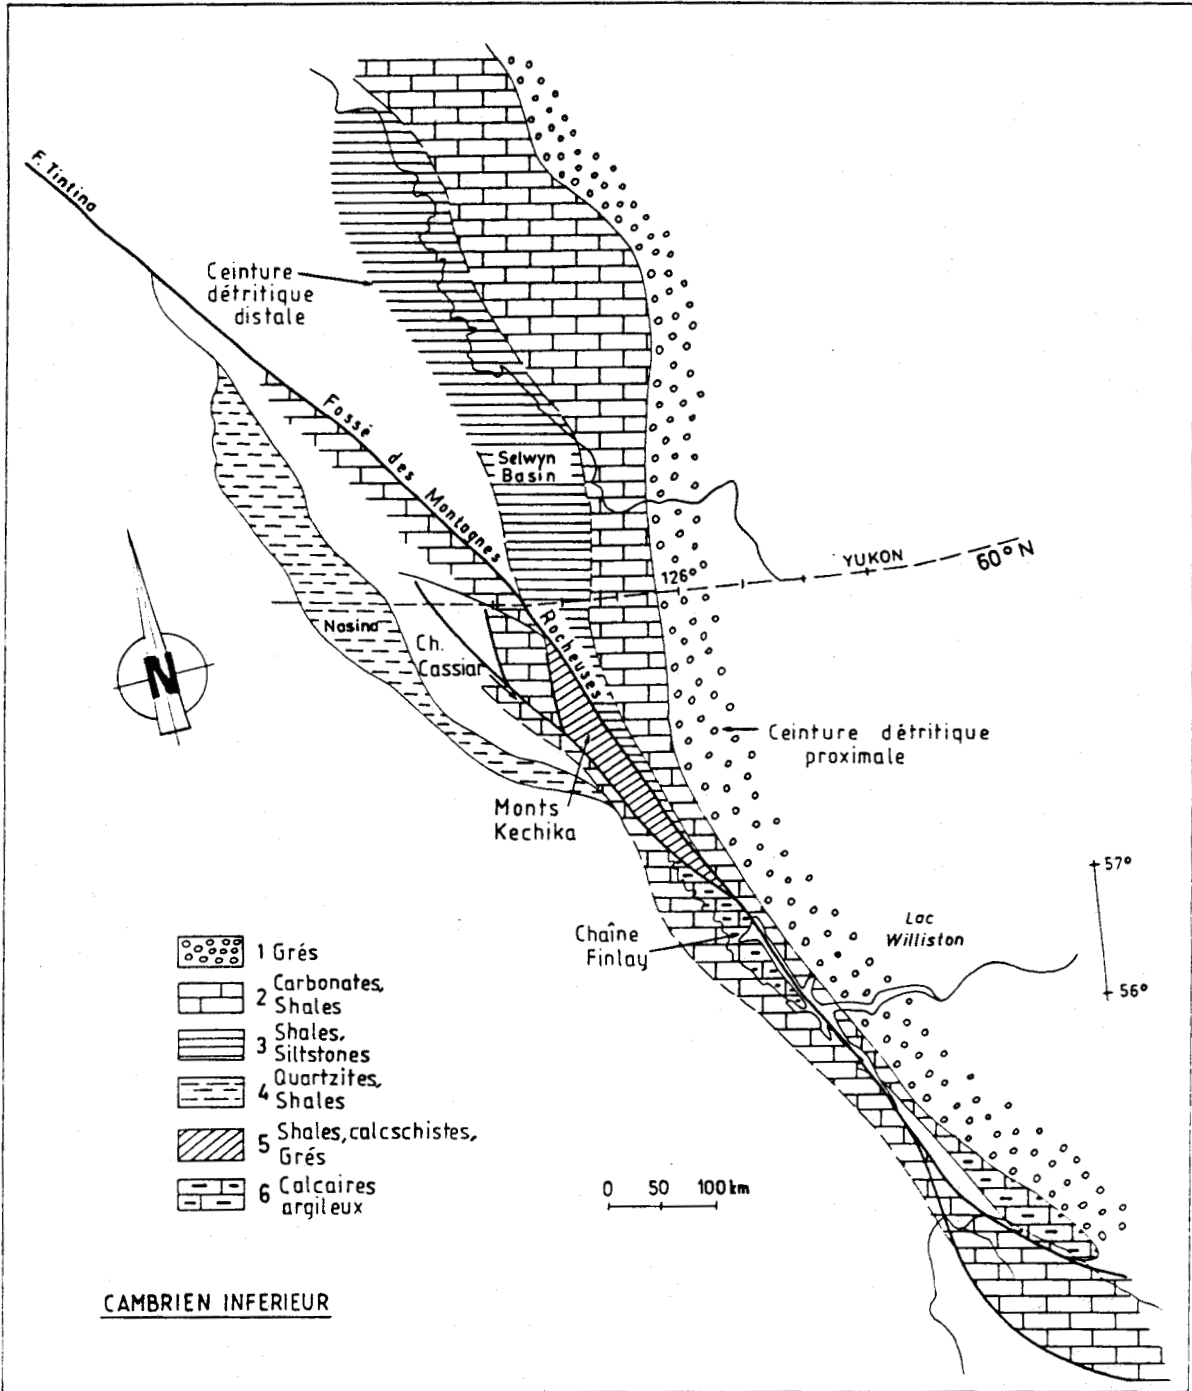 F. Tintina
Ceinture
détritique
distale
Fossé des Montagnes Rocheuses
Selwyn
Basin
126°
YUKON
60° N
Nasina
Ch.
Cassiar
N
Ceinture détritique
proximale
Monts
Kechika
57°
Lac
Williston
Chaîne
Finlay
56°
1 Grés
2 Carbonates,
Shales
3 Shales,
Siltstones
4 Quartzites,
Shales
5 Shales, calcschistes,
Grés
6 Calcaires
argileux
0 50 100 km
CAMBRIEN INFERIEUR